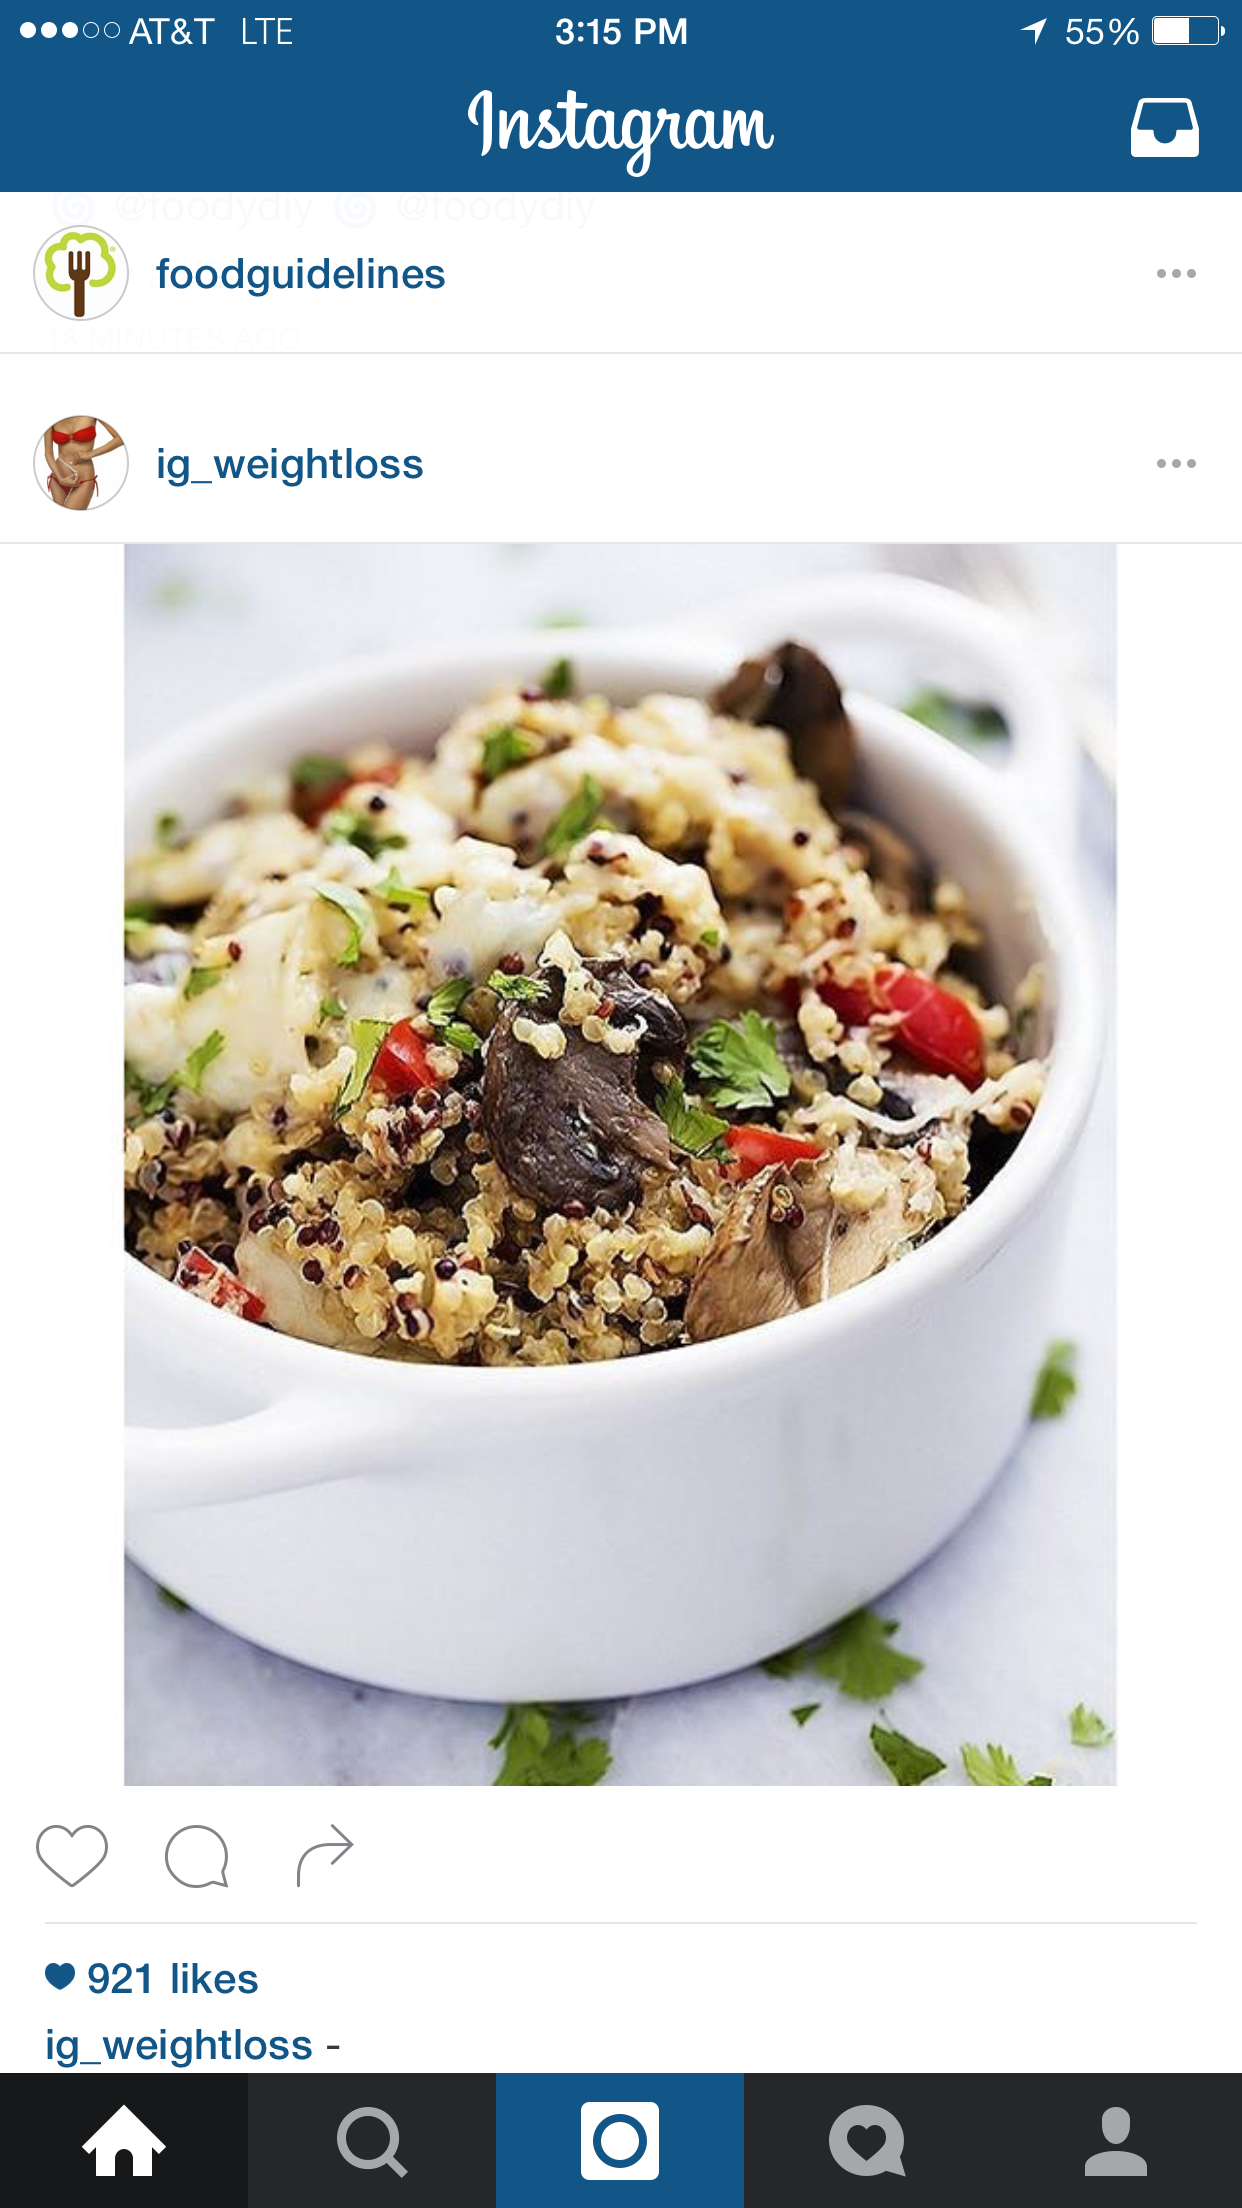 AT&T LTE 3:15 PM 55%
Instagram
@foodydiy @foodydiy
foodguidelines
18 MINUTES AGO
ig_weightloss
921 likes
ig_weightloss -